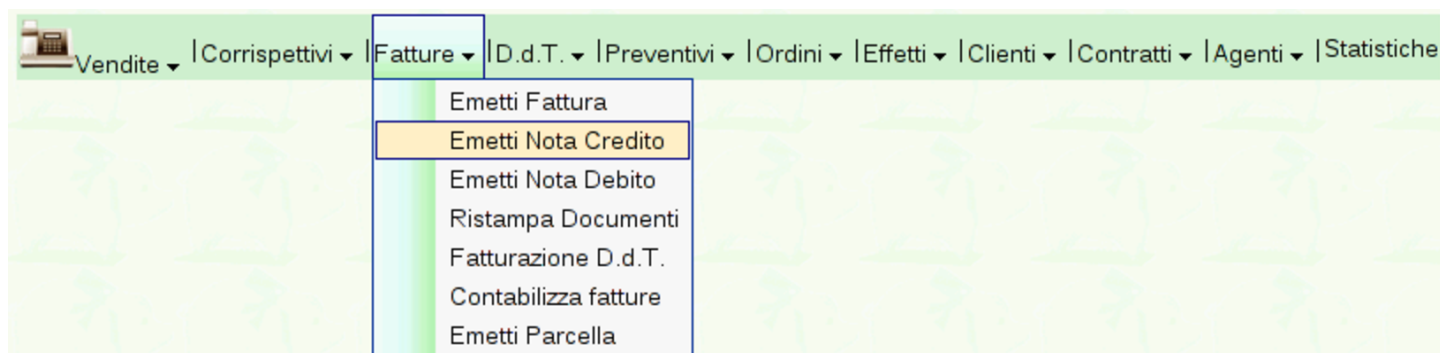 Vendite |Corrispettivi |Fatture |D.d.T. |Preventivi |Ordini |Effetti |Clienti |Contratti |Agenti |Statistiche
Emetti Fattura
Emetti Nota Credito
Emetti Nota Debito
Ristampa Documenti
Fatturazione D.d.T.
Contabilizza fatture
Emetti Parcella